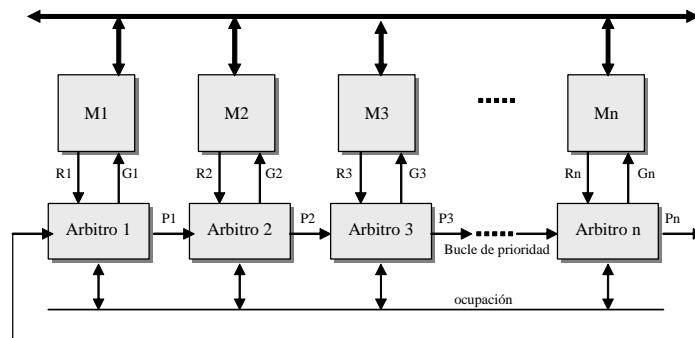 M1
M2
M3
Mn
R1
G1
R2
G2
R3
G3
Rn
Gn
Arbitro 1
P1
Arbitro 2
P2
Arbitro 3
P3
Arbitro n
Pn
Bucle de prioridad
ocupación